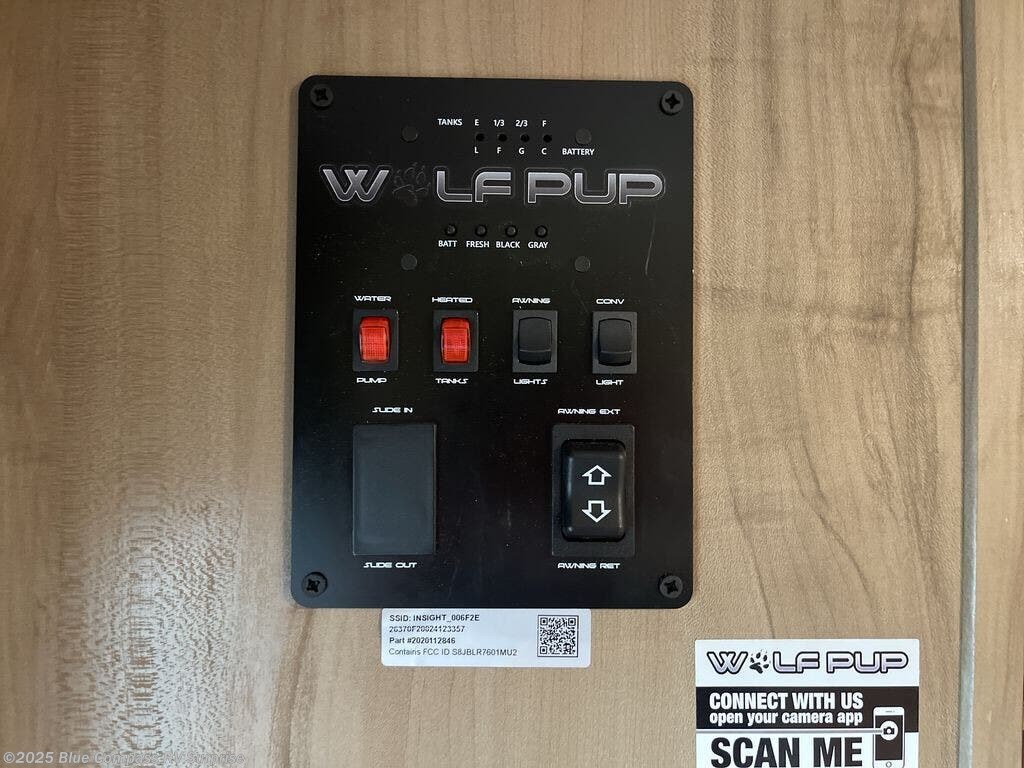 TANKS E 1/3 2/3 F
L F G C BATTERY
WOLF PUP
BATT FRESH BLACK GRAY
WATER HEATED AWNING CONV
PUMP TANKS LIGHTS LIGHT
SLIDE IN AWNING EXT
SLIDE OUT AWNING RET
SSID: INSIGHT_006F2E
Part #2020112846
Contains FCC ID S8JBLR7601MU2
WOLF PUP
CONNECT WITH US
open your camera app
SCAN ME
©2025 Blue Compass